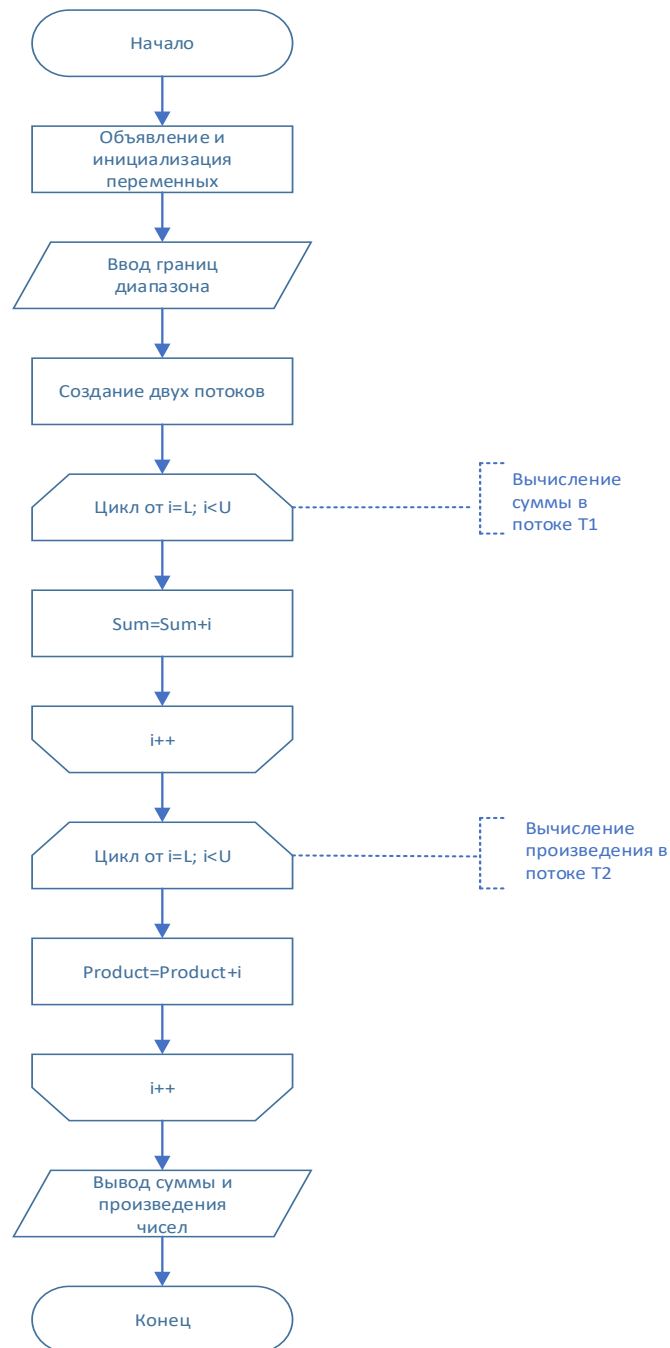 Начало
Объявление и
инициализация
переменных
Ввод границ
диапазона
Создание двух потоков
Цикл от i=L; i<U
Вычисление
суммы в
потоке T1
Sum=Sum+i
i++
Цикл от i=L; i<U
Вычисление
произведения в
потоке T2
Product=Product+i
i++
Вывод суммы и
произведения
чисел
Конец